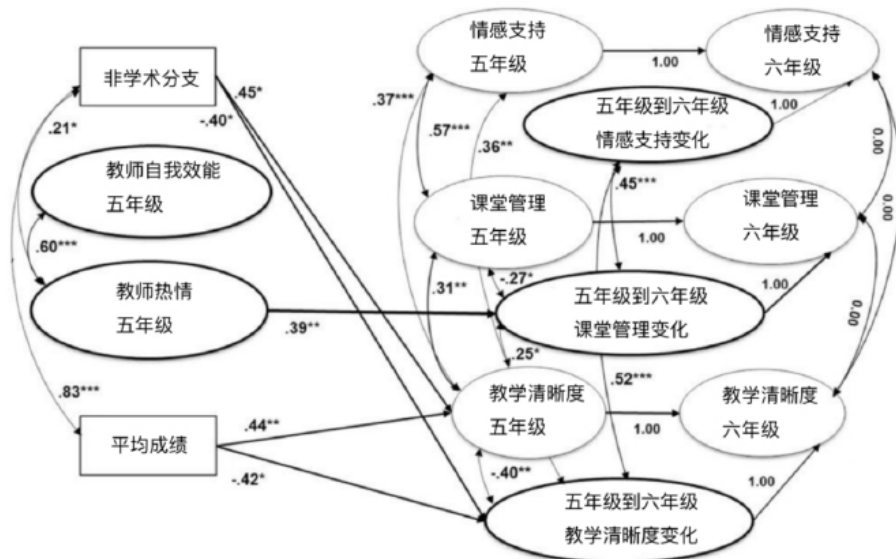 情感支持
五年级
1.00
情感支持
六年级
非学术分支
.45*
-.40*
.37***
.57***
.36**
五年级到六年级
情感支持变化
1.00
.21*
教师自我效能
五年级
.45***
0.00
0.00
课堂管理
五年级
1.00
课堂管理
六年级
.60***
教师热情
五年级
.39**
.31**
-.27*
五年级到六年级
课堂管理变化
1.00
0.00
.25*
.52***
.83***
平均成绩
.44**
-.42*
教学清晰度
五年级
1.00
教学清晰度
六年级
-.40**
五年级到六年级
教学清晰度变化
1.00